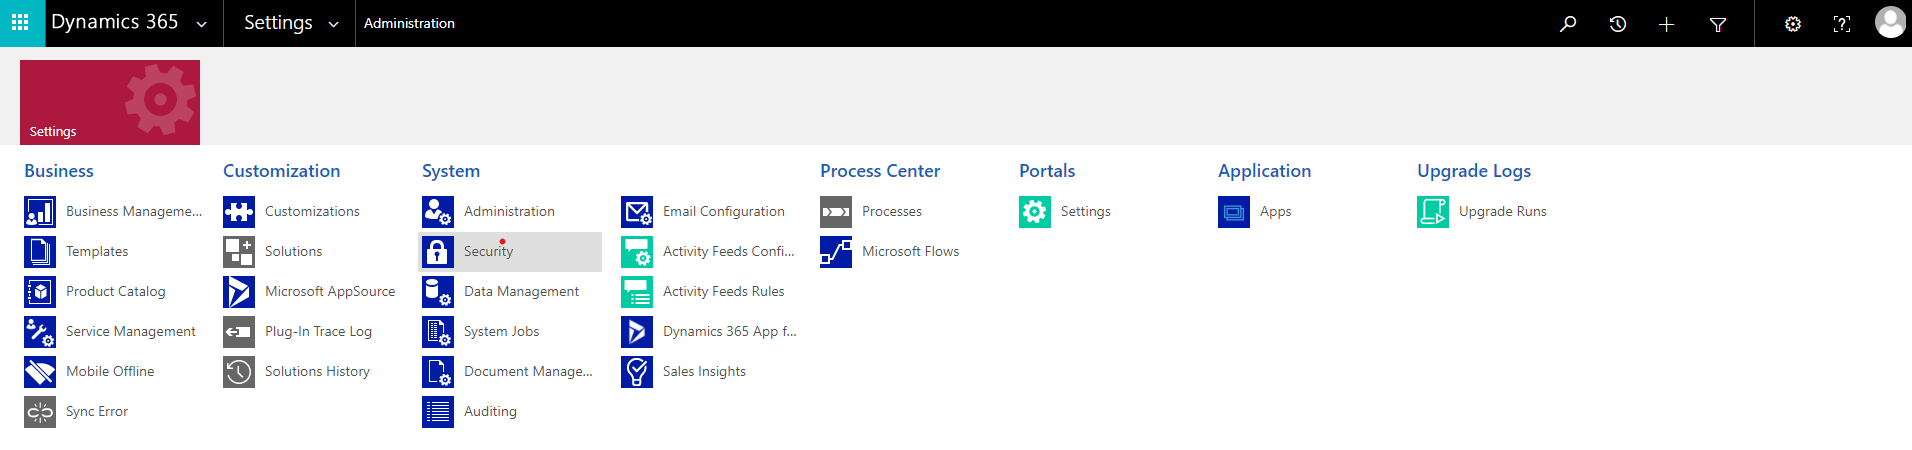 Dynamics 365 Settings Administration
Settings
Business
Business Manageme...
Templates
Product Catalog
Service Management
Mobile Offline
Sync Error
Customization
Customizations
Solutions
Microsoft AppSource
Plug-In Trace Log
Solutions History
System
Administration
Security
Data Management
System Jobs
Document Manage...
Auditing
Email Configuration
Activity Feeds Confi...
Activity Feeds Rules
Dynamics 365 App f...
Sales Insights
Process Center
Processes
Microsoft Flows
Portals
Settings
Application
Apps
Upgrade Logs
Upgrade Runs